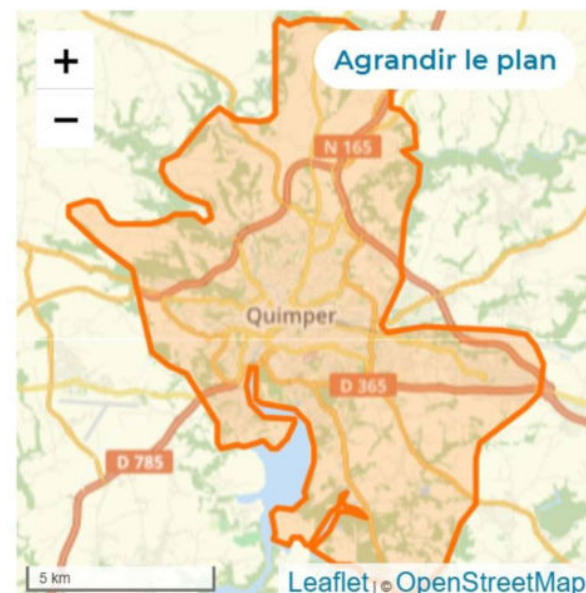 +
Agrandir le plan
−
N 165
Quimper
D 365
D 785
5 km
Leaflet | © OpenStreetMap